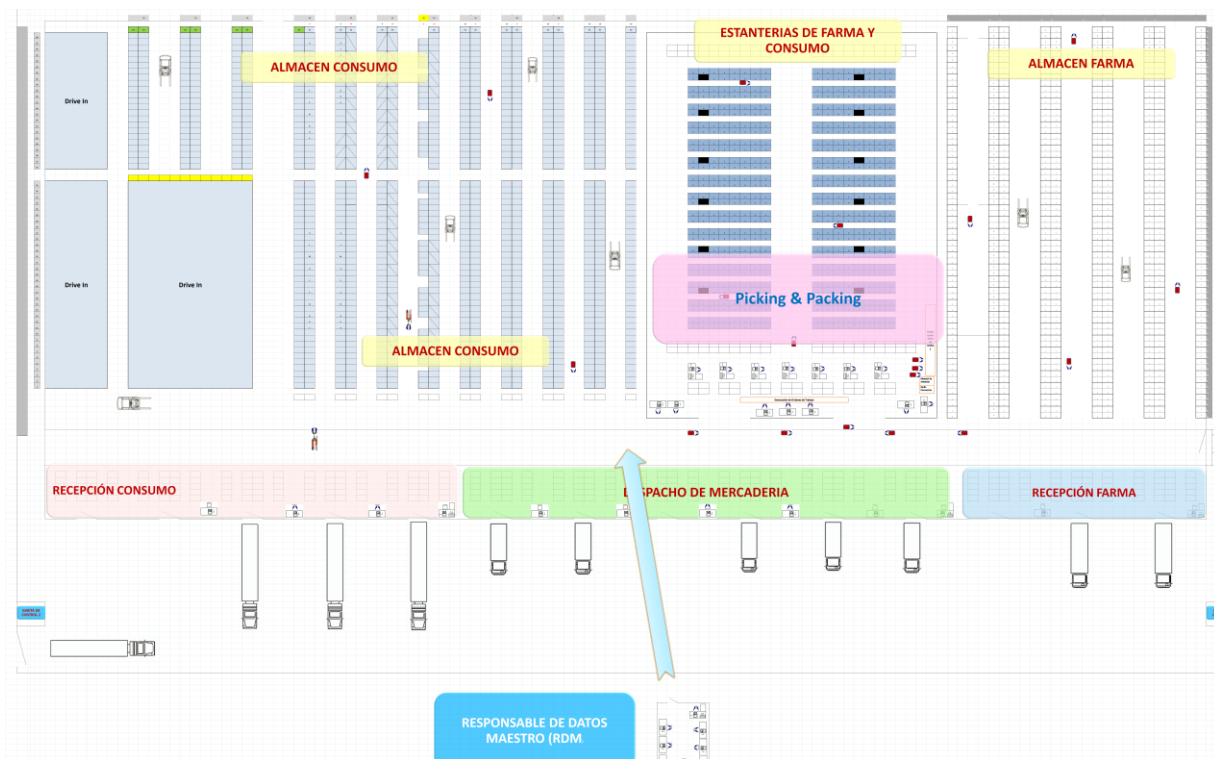 ESTANTERIAS DE FARMA Y
CONSUMO
ALMACEN CONSUMO
ALMACEN FARMA
Drive In
Drive In
Drive In
Picking & Packing
ALMACEN CONSUMO
RECEPCIÓN CONSUMO
SPACHO DE MERCADERIA
RECEPCIÓN FARMA
RESPONSABLE DE DATOS
MAESTRO (RDM.